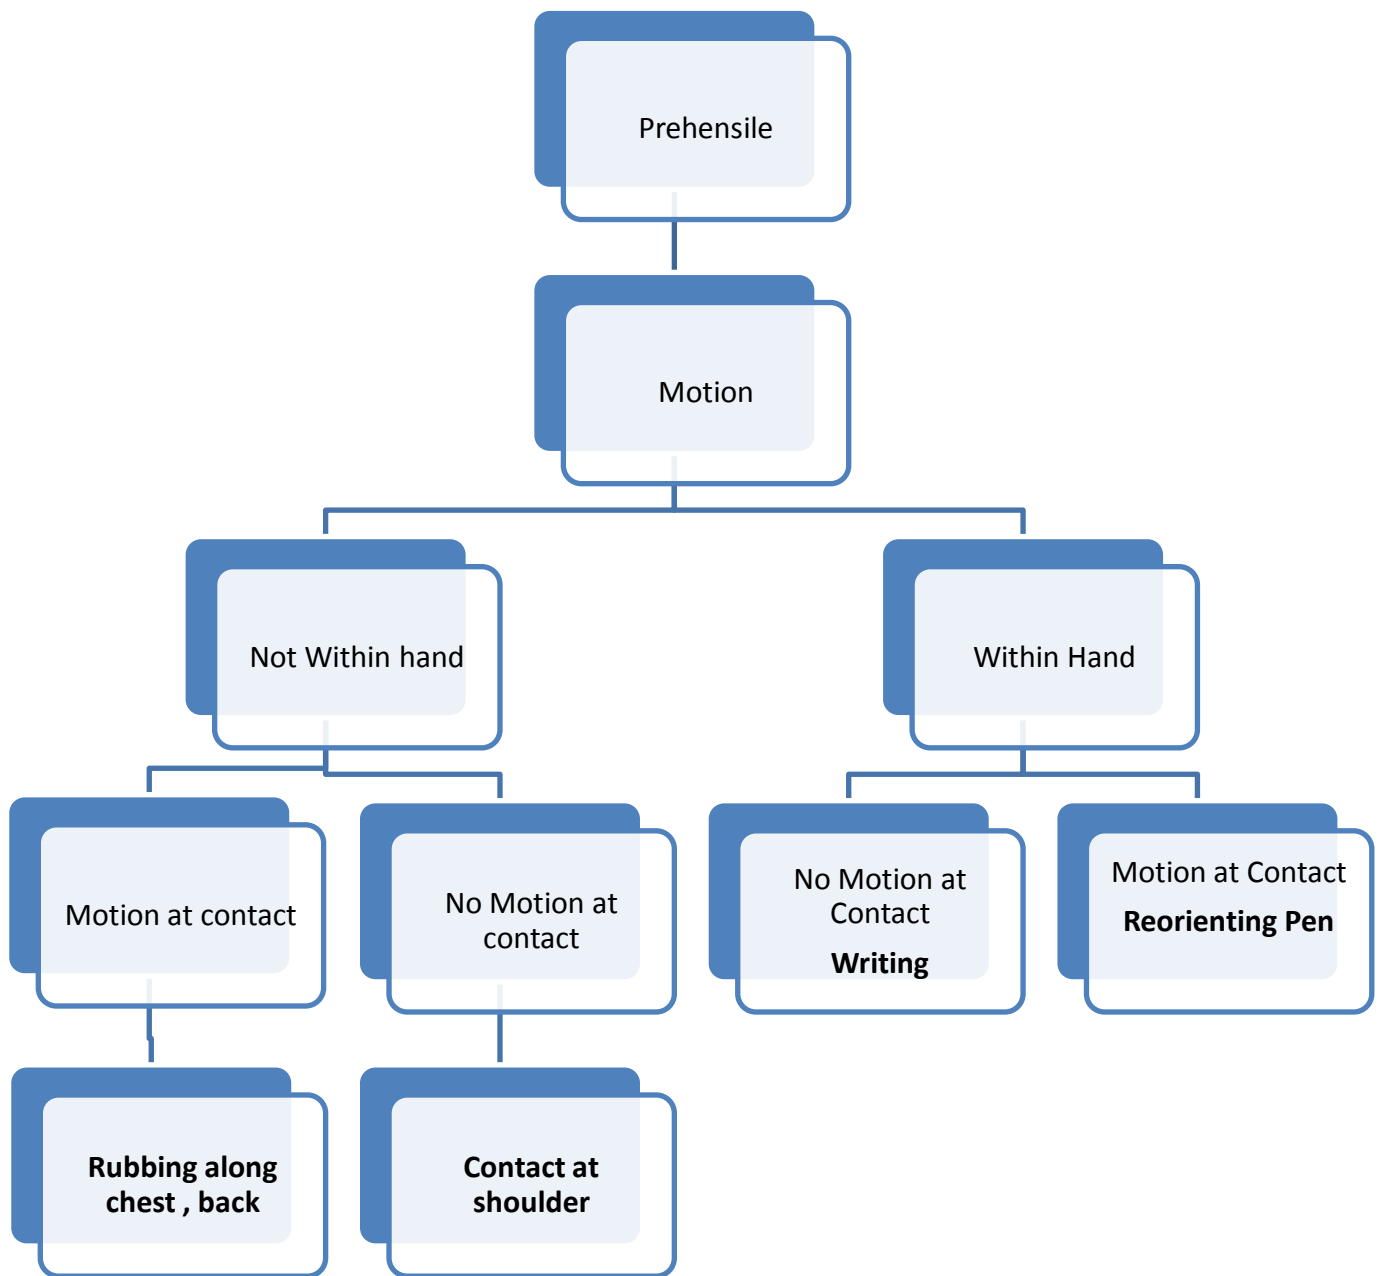 Prehensile
Motion
Not Within hand
Within Hand
Motion at contact
No Motion at
contact
No Motion at
Contact
Writing
Motion at Contact
Reorienting Pen
Rubbing along
chest , back
Contact at
shoulder